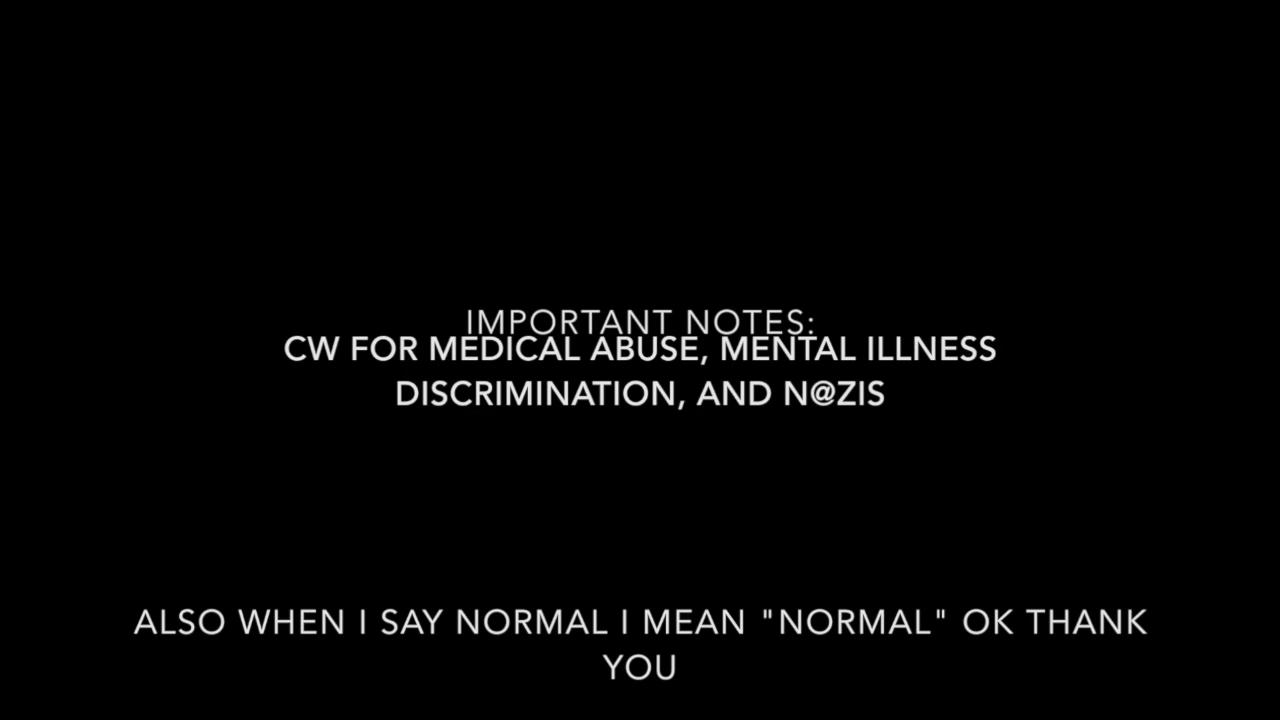 IMPORTANT NOTES:
CW FOR MEDICAL ABUSE, MENTAL ILLNESS
DISCRIMINATION, AND N@ZIS
ALSO WHEN I SAY NORMAL I MEAN "NORMAL" OK THANK
YOU